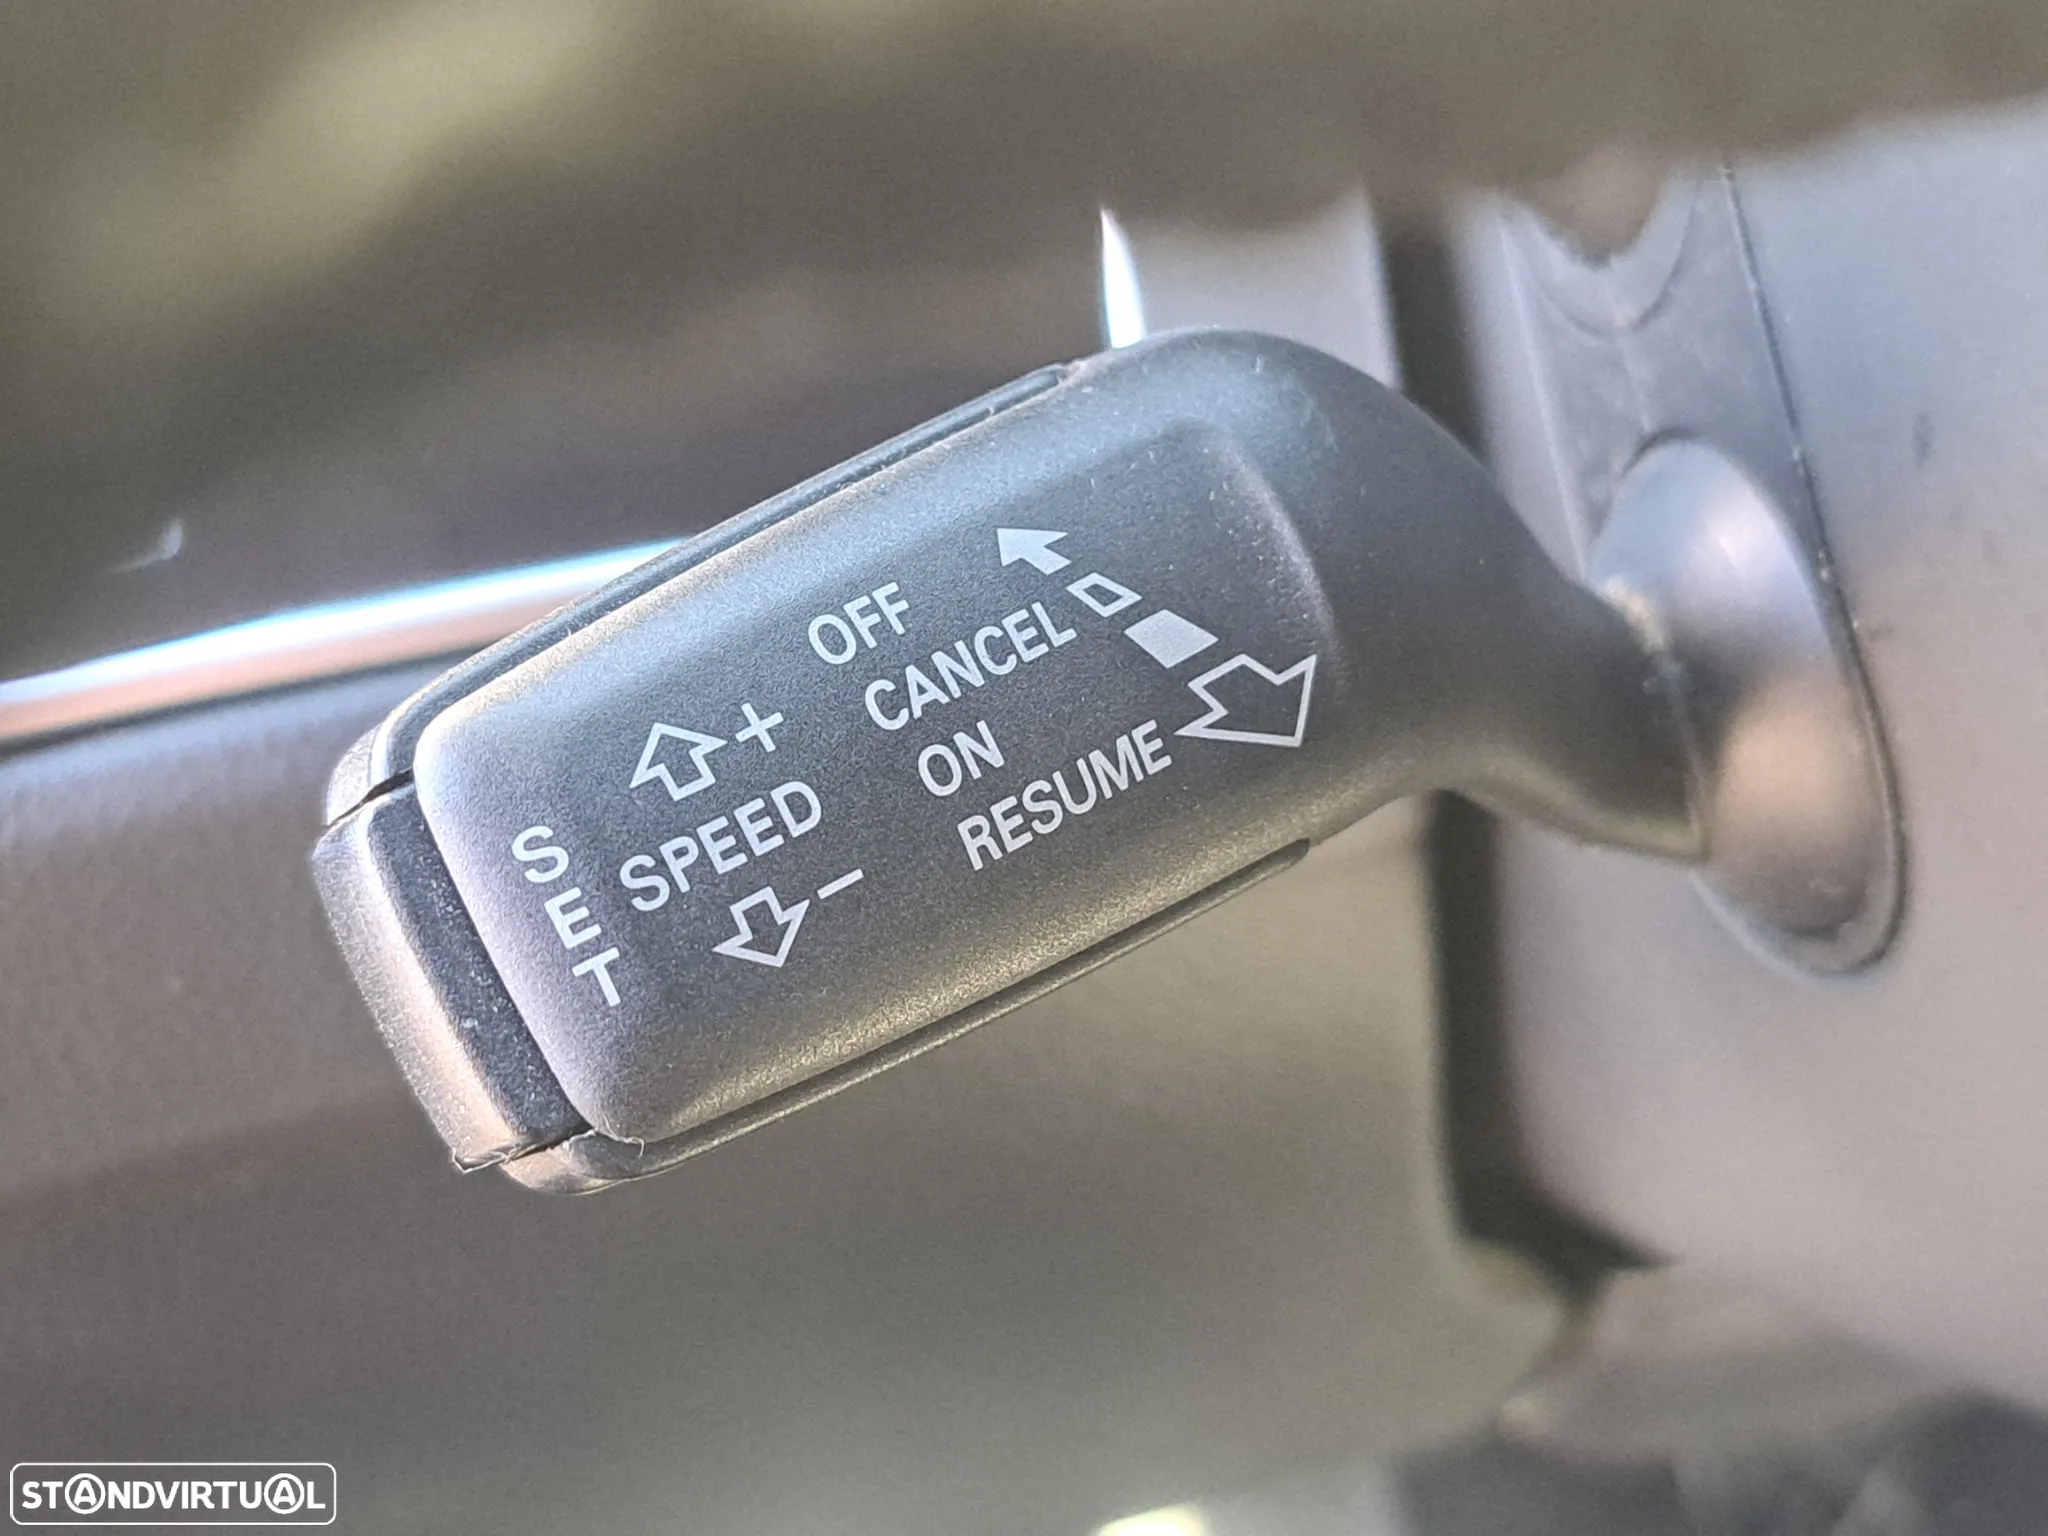 OFF
CANCEL
ON
RESUME
+
SPEED
-
SET
STANDVIRTUAL